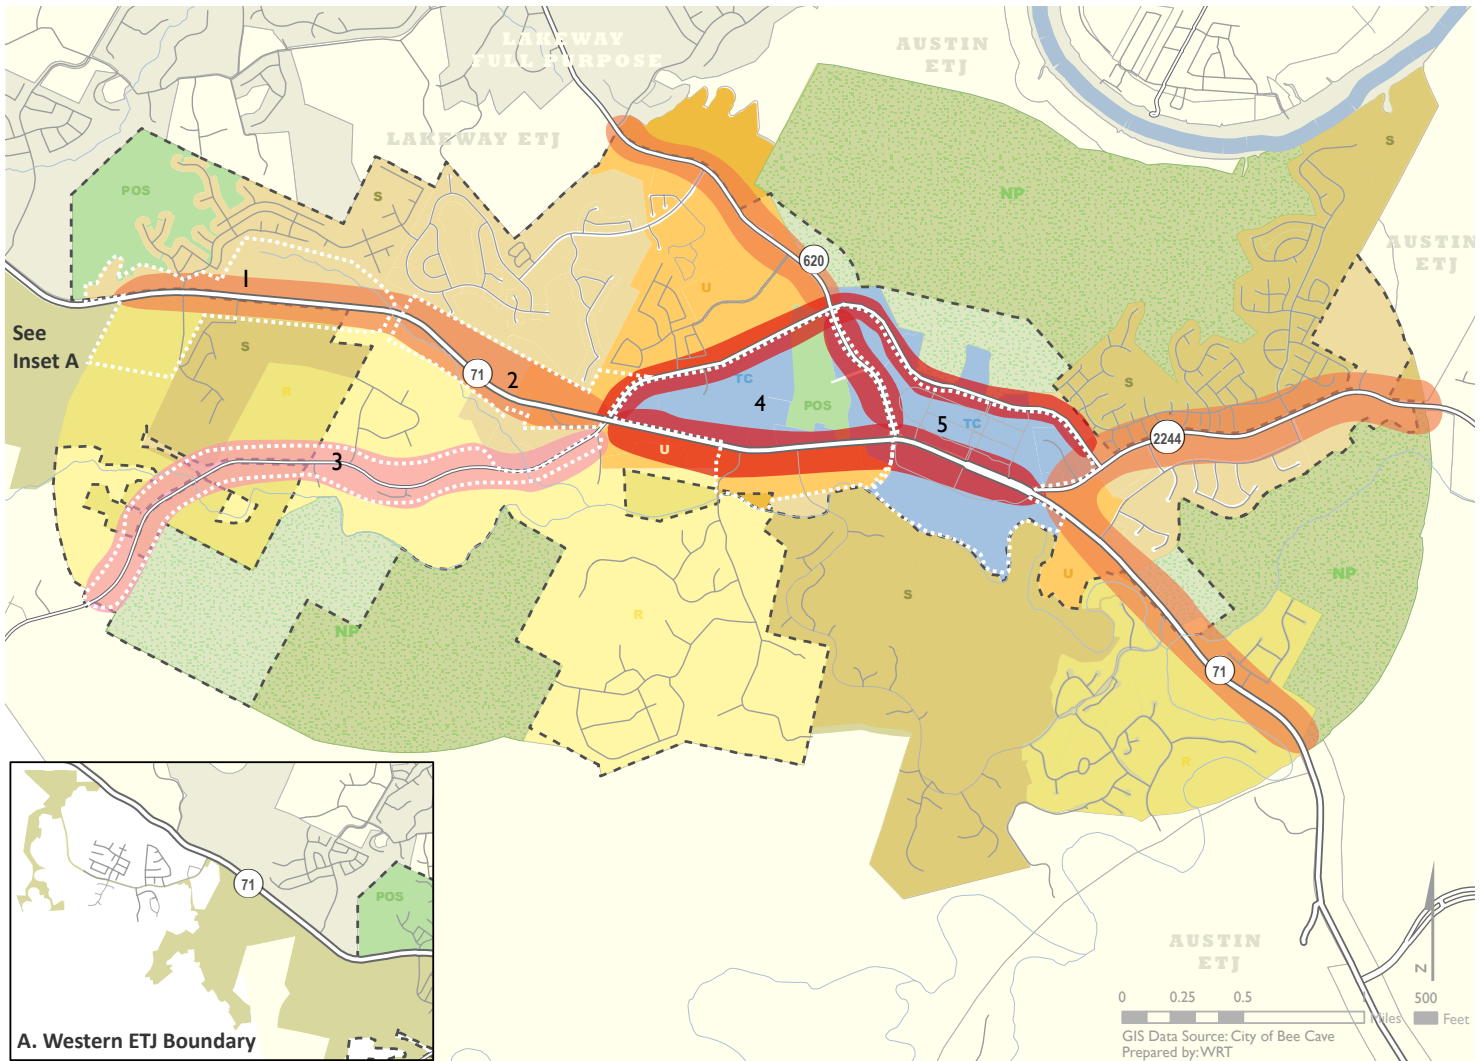 LAKEWAY
FULL PURPOSE
AUSTIN
ETJ
LAKEWAY ETJ
S
POS
S
NP
AUSTIN
ETJ
620
1
U
See
Inset A
S
71
2
TC
4
POS
5
TC
S
R
2244
U
3
NP
U
S
R
NP
71
R
POS
71
A. Western ETJ Boundary
AUSTIN
ETJ
N
0 0.25 0.5 1 500
Miles Feet
GIS Data Source: City of Bee Cave
Prepared by: WRT